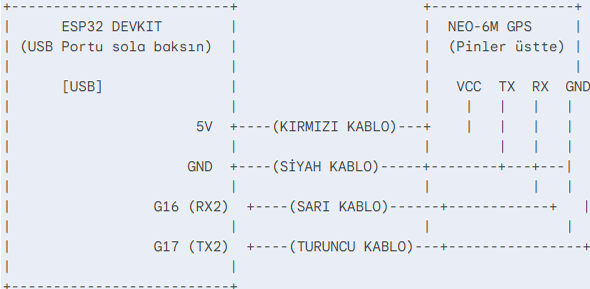 ESP32 DEVKIT NEO-6M GPS
(USB Portu sola baksın) (Pinler üstte)
[USB] VCC TX RX GND
5V (KIRMIZI KABLO)
GND (SİYAH KABLO)
G16 (RX2) (SARI KABLO)
G17 (TX2) (TURUNCU KABLO)